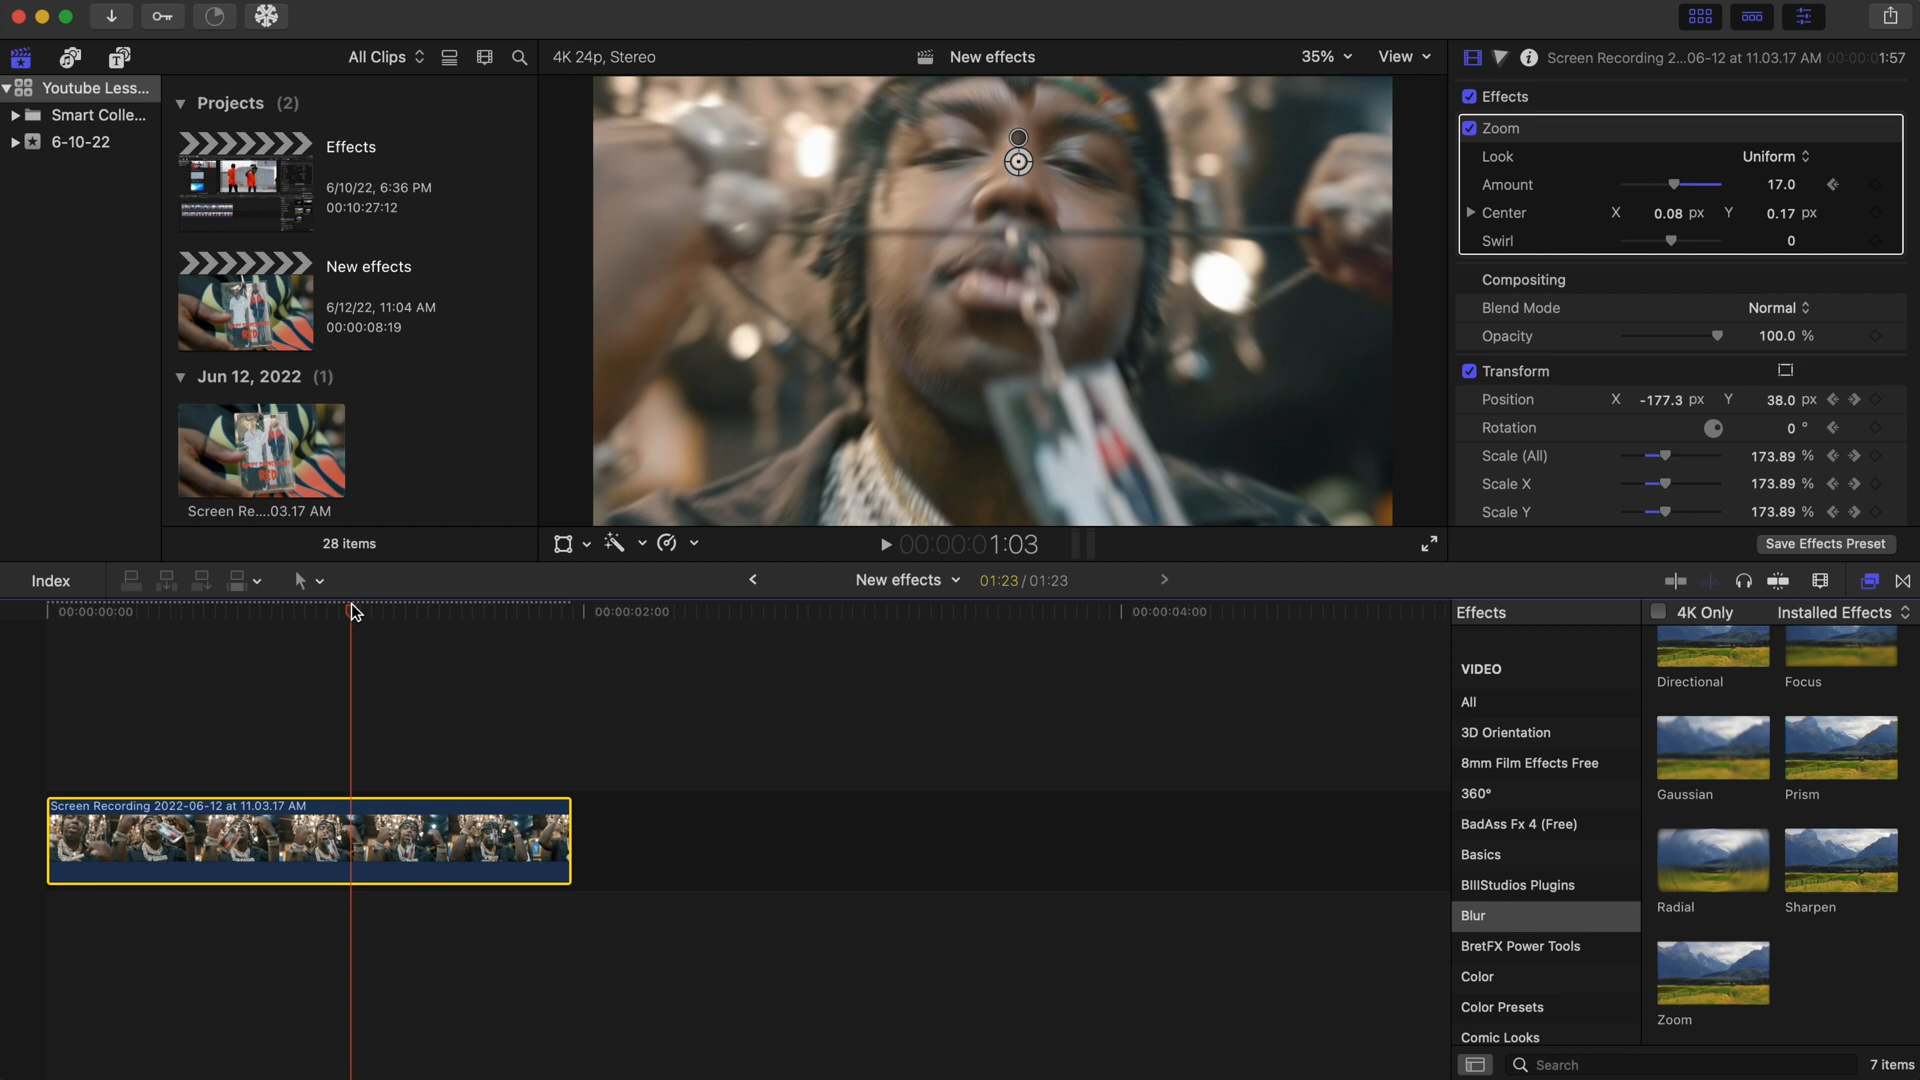 All Clips
4K 24p, Stereo
New effects
35%
View
Screen Recording 2...06-12 at 11.03.17 AM
00:00:01:57
Youtube Less...
Smart Colle...
6-10-22
Projects (2)
Effects
6/10/22, 6:36 PM
00:10:27:12
New effects
6/12/22, 11:04 AM
00:00:08:19
Jun 12, 2022 (1)
RED
Screen Re....03.17 AM
28 items
Effects
Zoom
Look
Uniform
Amount
17.0
Center
X 0.08 px Y 0.17 px
Swirl
0
Compositing
Blend Mode
Normal
Opacity
100.0 %
Transform
Position
X -177.3 px Y 38.0 px
Rotation
0 °
Scale (All)
173.89 %
Scale X
173.89 %
Scale Y
173.89 %
00:00:01:03
Save Effects Preset
Index
New effects
01:23 / 01:23
00:00:00:00
00:00:02:00
00:00:04:00
Screen Recording 2022-06-12 at 11.03.17 AM
Effects
4K Only
Installed Effects
VIDEO
All
3D Orientation
8mm Film Effects Free
360°
BadAss Fx 4 (Free)
Basics
BIIIStudios Plugins
Blur
BretFX Power Tools
Color
Color Presets
Comic Looks
Directional
Focus
Gaussian
Prism
Radial
Sharpen
Zoom
Search
7 items